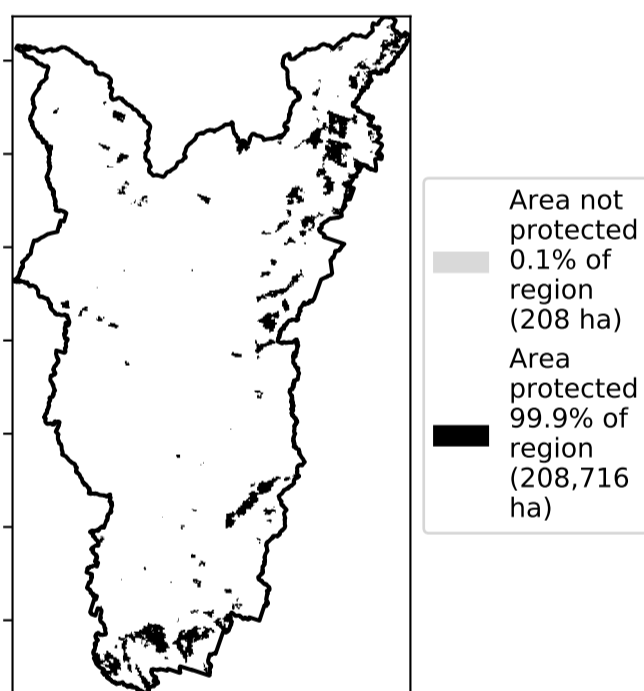 Area not
protected
0.1% of
region
(208 ha)
Area
protected
99.9% of
region
(208,716
ha)